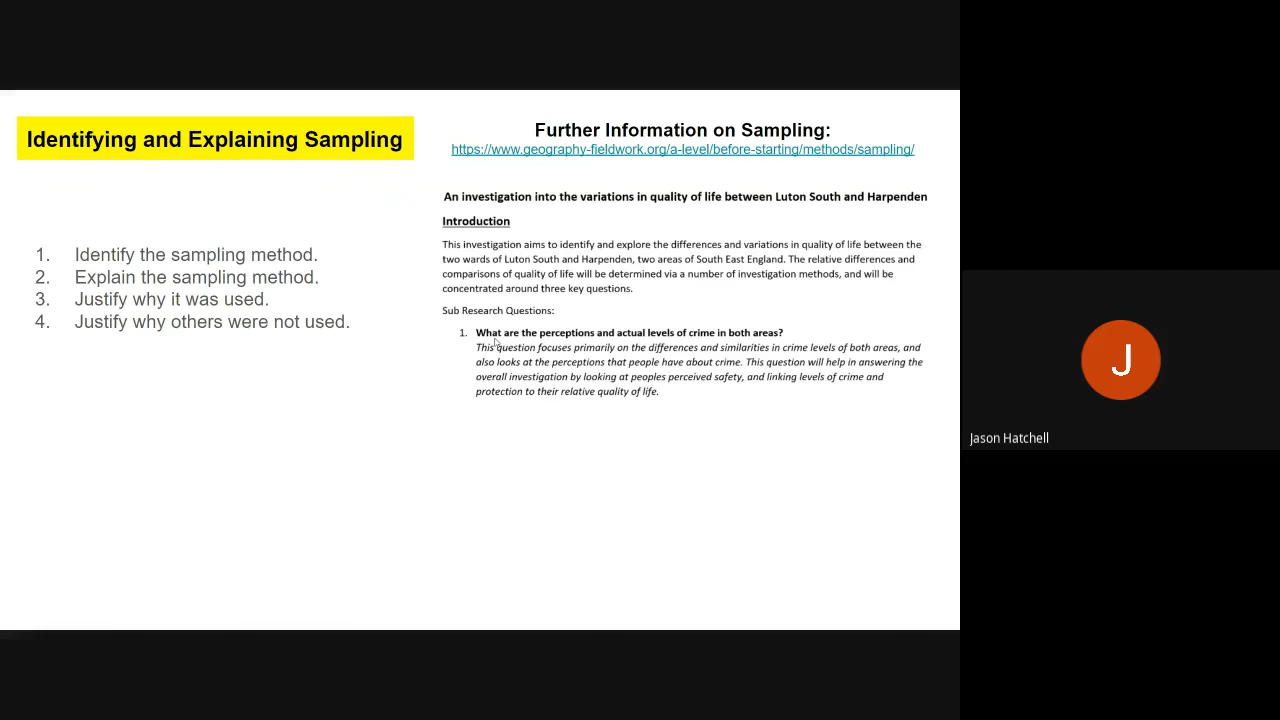 Identifying and Explaining Sampling
1. Identify the sampling method.
2. Explain the sampling method.
3. Justify why it was used.
4. Justify why others were not used.
Further Information on Sampling:
https://www.geography-fieldwork.org/a-level/before-starting/methods/sampling/
An investigation into the variations in quality of life between Luton South and Harpenden
Introduction
This investigation aims to identify and explore the differences and variations in quality of life between the
two wards of Luton South and Harpenden, two areas of South East England. The relative differences and
comparisons of quality of life will be determined via a number of investigation methods, and will be
concentrated around three key questions.
Sub Research Questions:
1. What are the perceptions and actual levels of crime in both areas?
This question focuses primarily on the differences and similarities in crime levels of both areas, and
also looks at the perceptions that people have about crime. This question will help in answering the
overall investigation by looking at peoples perceived safety, and linking levels of crime and
protection to their relative quality of life.
J
Jason Hatchell